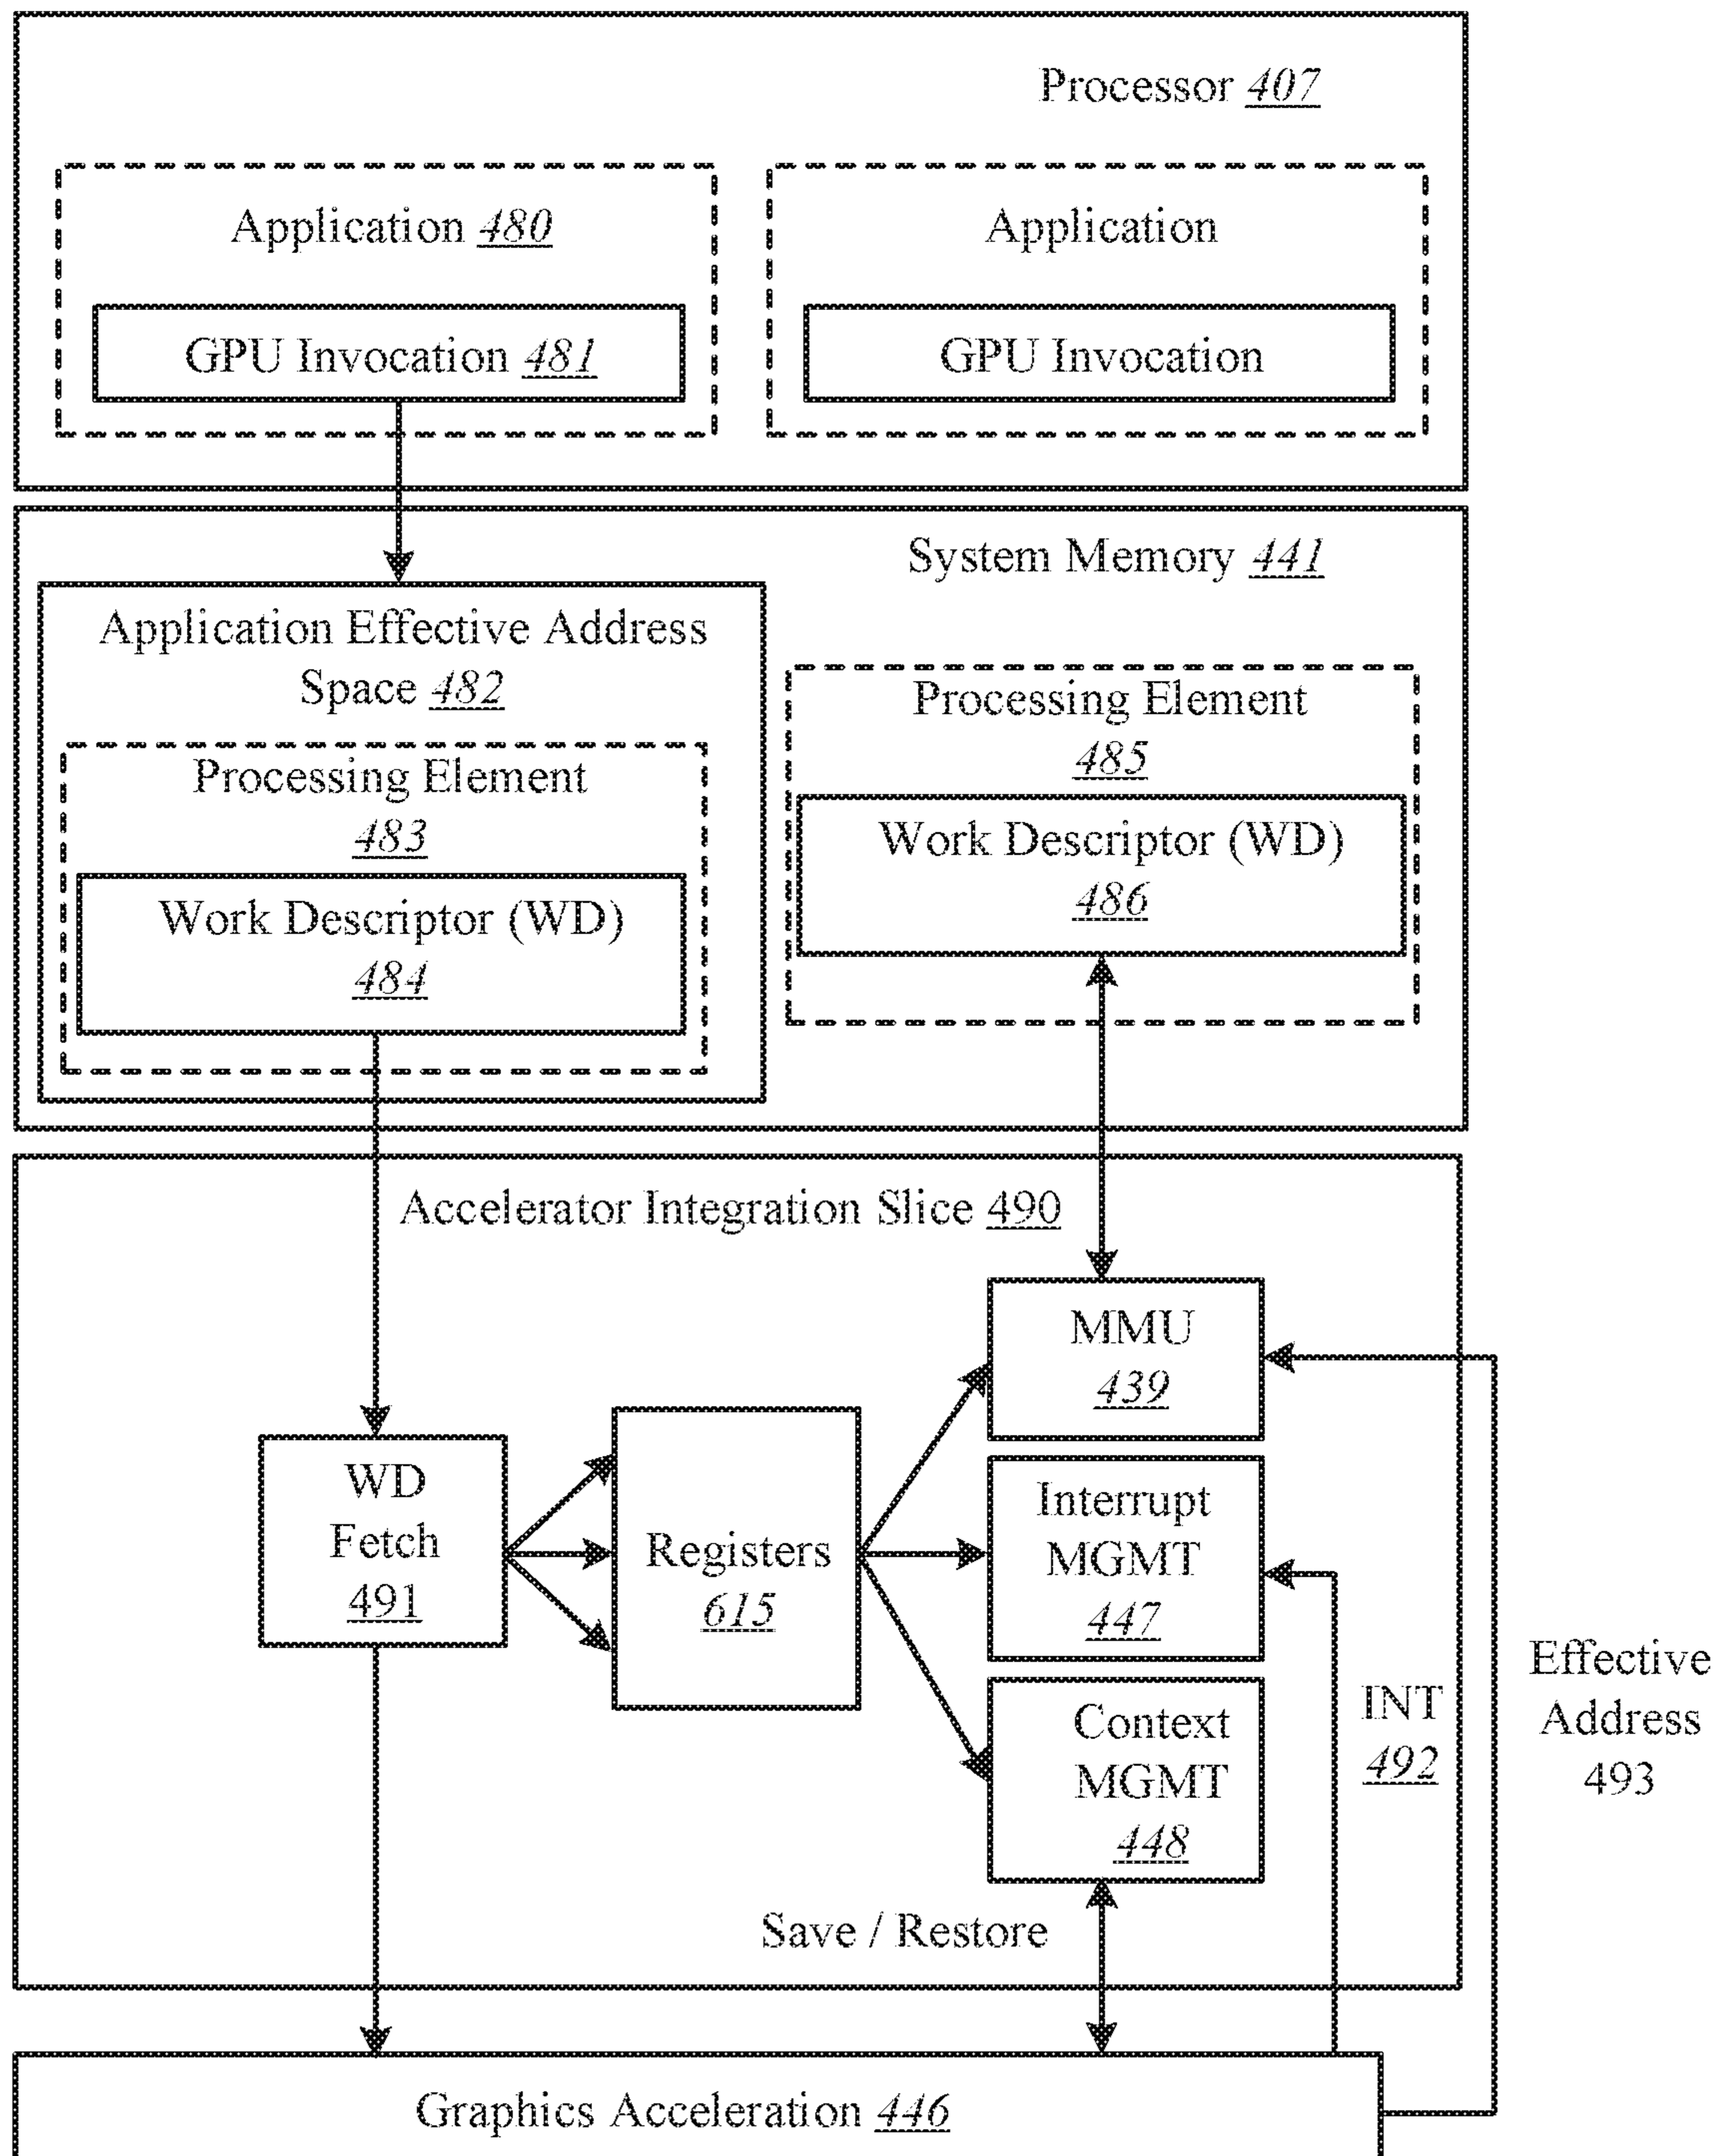 Processor 407
Application 480
Application
GPU Invocation 481
GPU Invocation
System Memory 441
Application Effective Address
Space 482
Processing Element
483
Work Descriptor (WD)
484
Processing Element
485
Work Descriptor (WD)
486
Accelerator Integration Slice 490
MMU
439
WD
Fetch
491
Registers
615
Interrupt
MGMT
447
Context
MGMT
448
INT
492
Effective
Address
493
Save / Restore
Graphics Acceleration 446